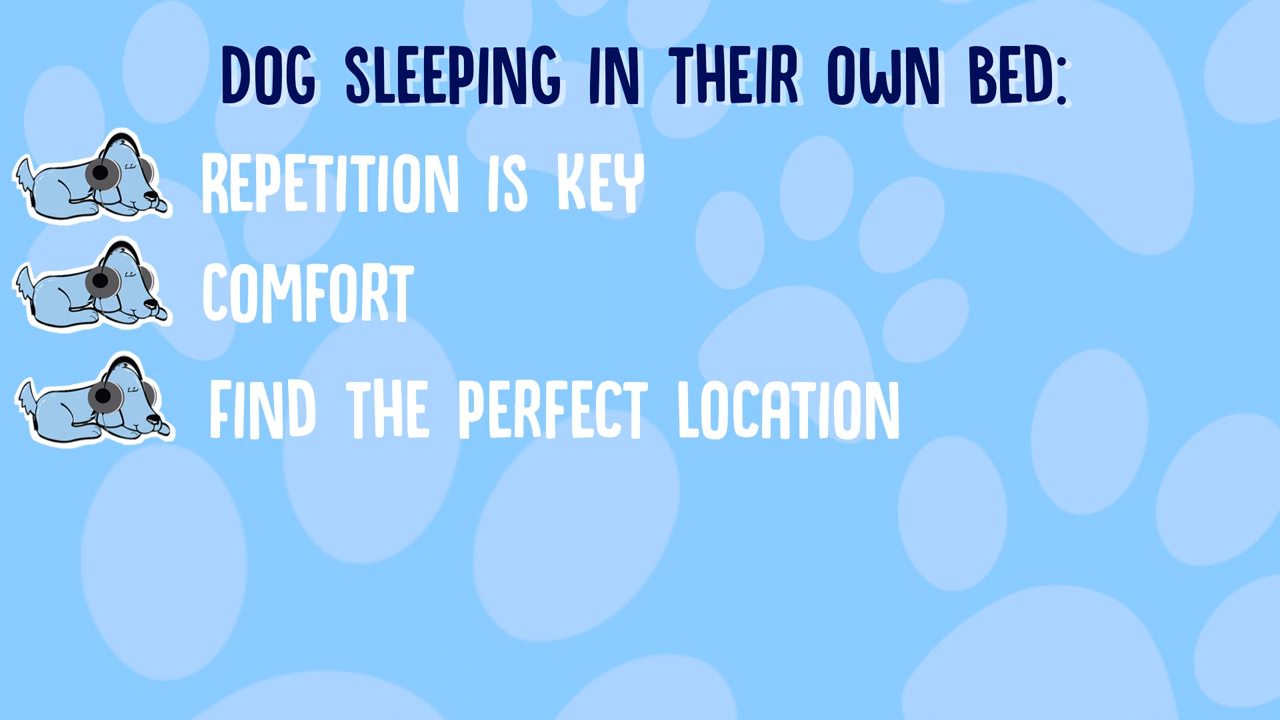 DOG SLEEPING IN THEIR OWN BED:
REPETITION IS KEY
COMFORT
FIND THE PERFECT LOCATION